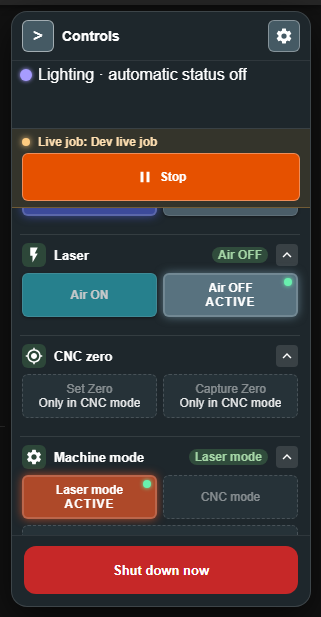 > Controls
Lighting · automatic status off
Live job: Dev live job
Stop
Laser Air OFF
Air ON
Air OFF
ACTIVE
CNC zero
Set Zero
Only in CNC mode
Capture Zero
Only in CNC mode
Machine mode Laser mode
Laser mode
ACTIVE
CNC mode
Shut down now